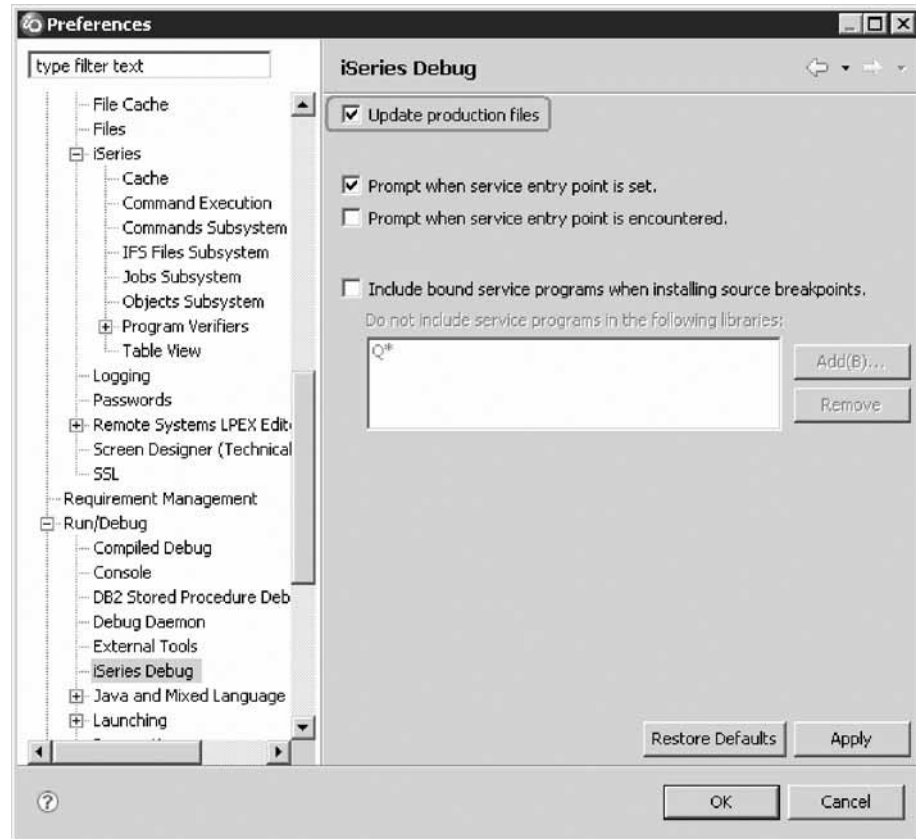 Preferences
type filter text
File Cache
Files
iSeries
Cache
Command Execution
Commands Subsystem
IFS Files Subsystem
Jobs Subsystem
Objects Subsystem
Program Verifiers
Table View
Logging
Passwords
Remote Systems LPEX Edit
Screen Designer (Technical
SSL
Requirement Management
Run/Debug
Compiled Debug
Console
DB2 Stored Procedure Deb
Debug Daemon
External Tools
iSeries Debug
Java and Mixed Language
Launching
iSeries Debug
Update production files
Prompt when service entry point is set.
Prompt when service entry point is encountered.
Include bound service programs when installing source breakpoints.
Do not include service programs in the following libraries:
Q*
Add(B)...
Remove
Restore Defaults
Apply
?
OK
Cancel